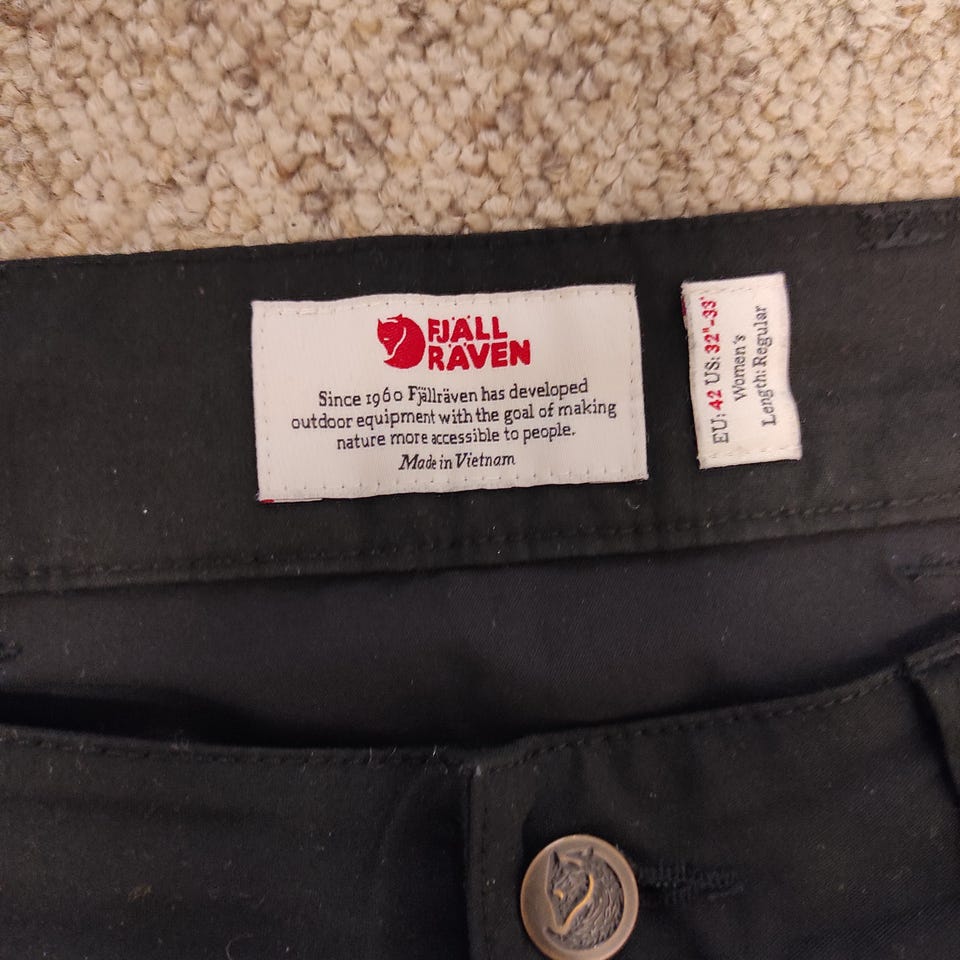 FJÄLL
RÄVEN
Since 1960 Fjällräven has developed
outdoor equipment with the goal of making
nature more accessible to people.
Made in Vietnam
EU: 42 US: 32"-33"
Women's
Length: Regular